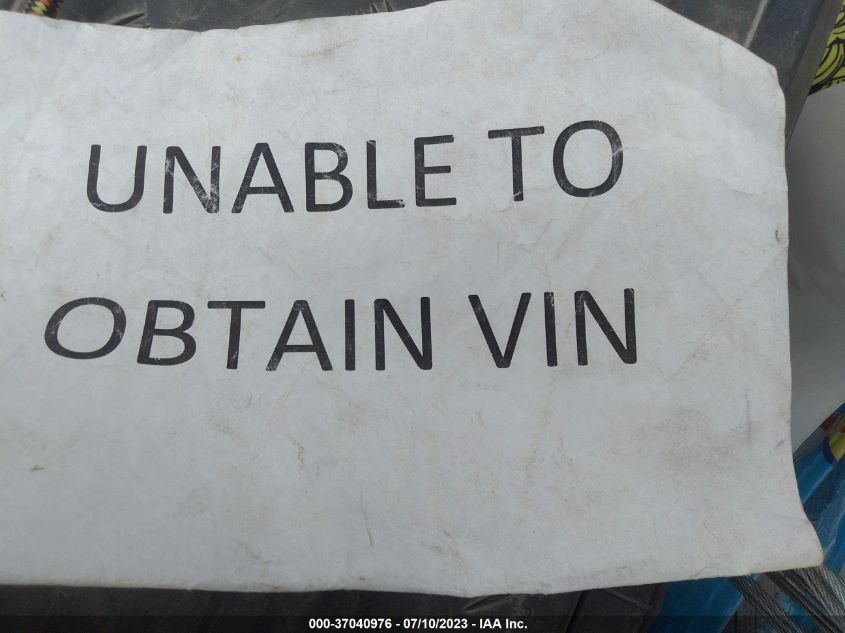 UNABLE TO
OBTAIN VIN
000-37040976 - 07/10/2023 - IAA Inc.